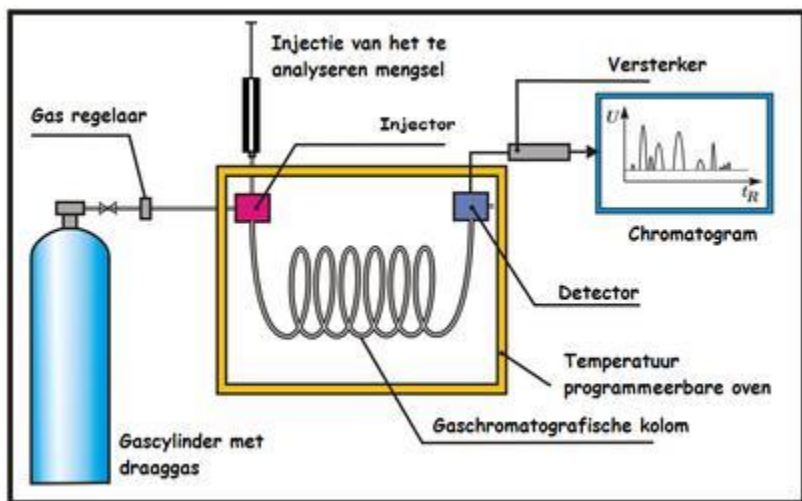 Injectie van het te
analyseren mengsel
Versterker
Gas regelaar
Injector
U
t_R
Chromatogram
Detector
Temperatuur
programmeerbare oven
Gaschromatografische kolom
Gascylinder met
draaggas